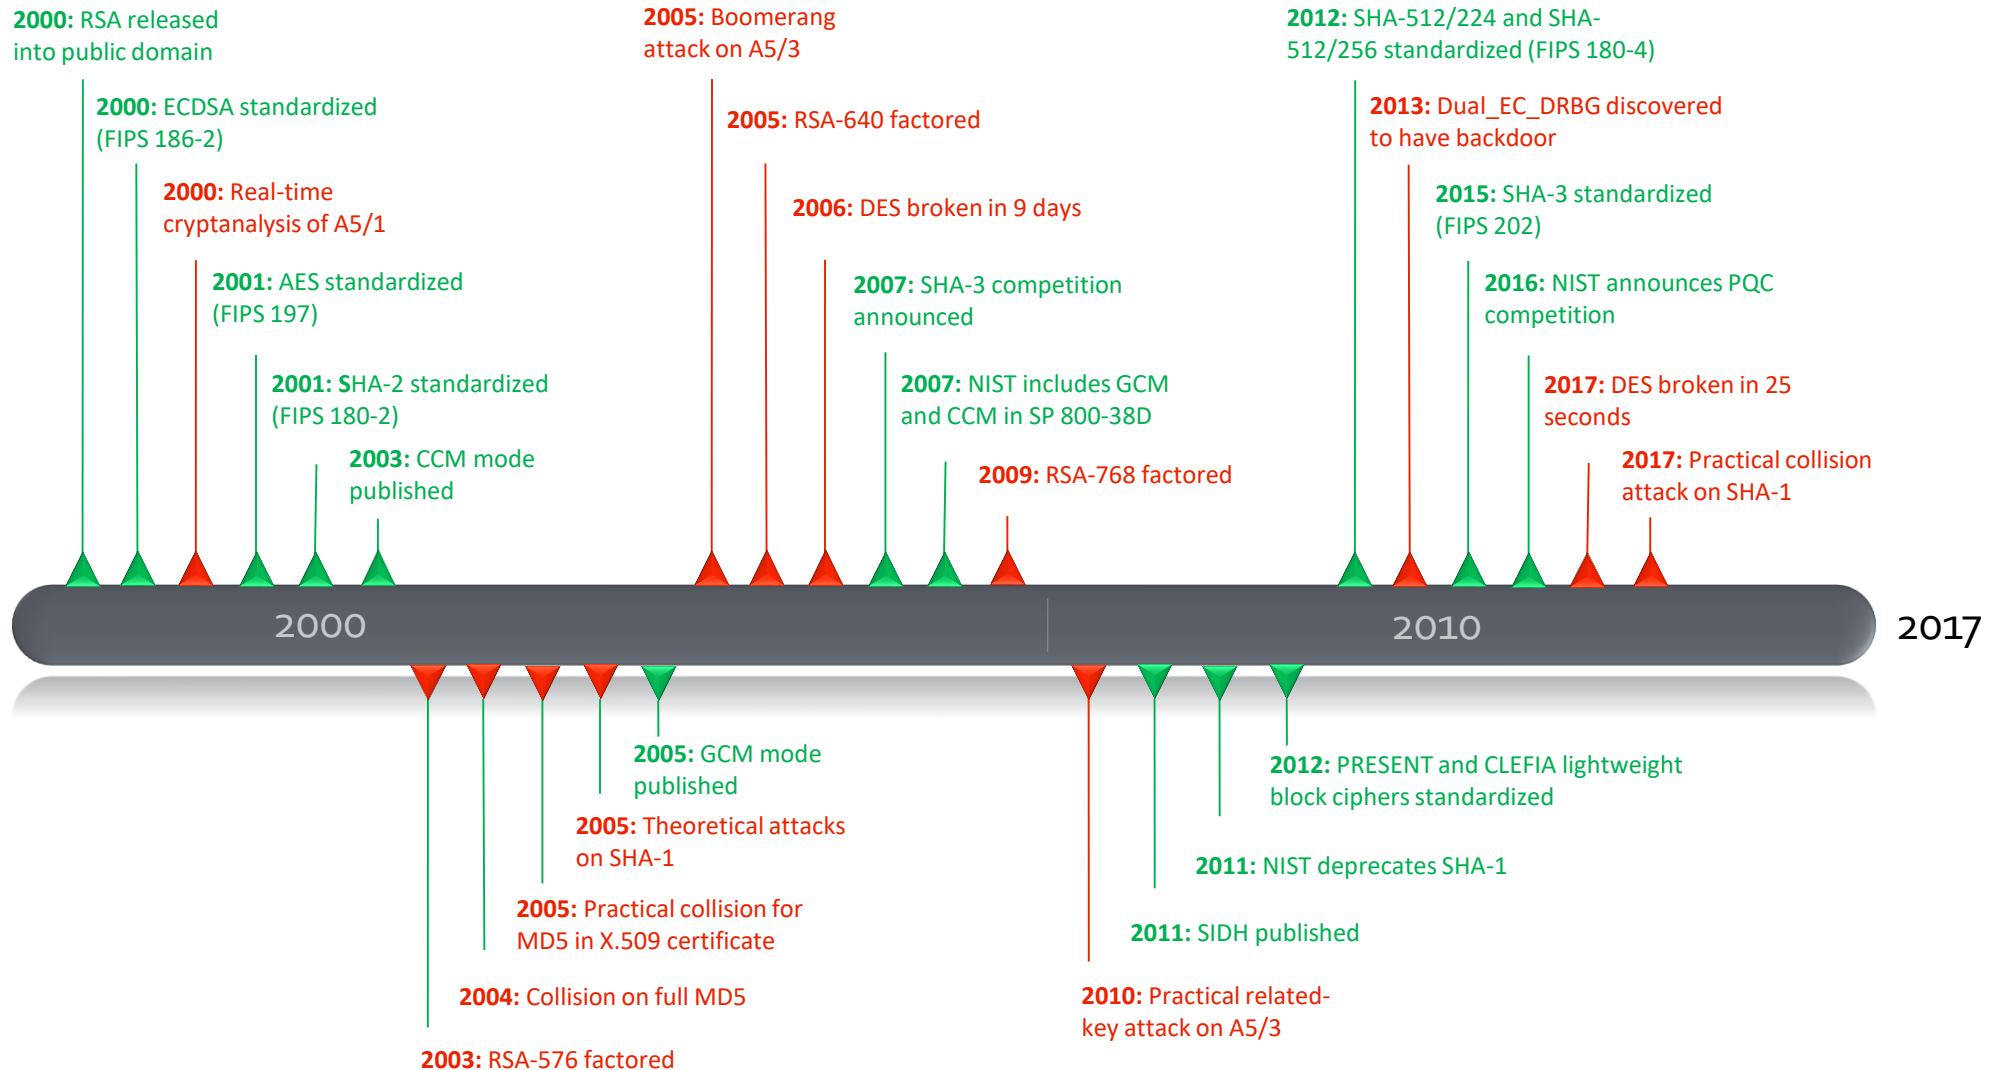 2000: RSA released
into public domain
2000: ECDSA standardized
(FIPS 186-2)
2000: Real-time
cryptanalysis of A5/1
2001: AES standardized
(FIPS 197)
2001: SHA-2 standardized
(FIPS 180-2)
2003: CCM mode
published
2005: Boomerang
attack on A5/3
2005: RSA-640 factored
2006: DES broken in 9 days
2007: SHA-3 competition
announced
2007: NIST includes GCM
and CCM in SP 800-38D
2009: RSA-768 factored
2012: SHA-512/224 and SHA-
512/256 standardized (FIPS 180-4)
2013: Dual_EC_DRBG discovered
to have backdoor
2015: SHA-3 standardized
(FIPS 202)
2016: NIST announces PQC
competition
2017: DES broken in 25
seconds
2017: Practical collision
attack on SHA-1
2000
2010
2017
2005: GCM mode
published
2005: Theoretical attacks
on SHA-1
2005: Practical collision for
MD5 in X.509 certificate
2004: Collision on full MD5
2003: RSA-576 factored
2012: PRESENT and CLEFIA lightweight
block ciphers standardized
2011: NIST deprecates SHA-1
2011: SIDH published
2010: Practical related-
key attack on A5/3